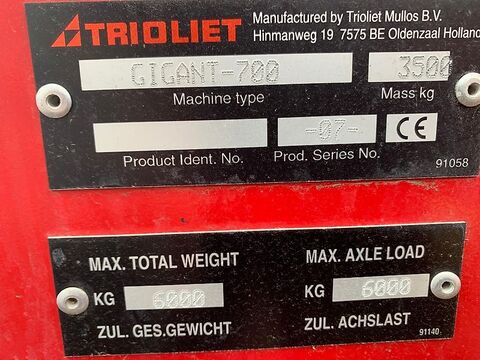 TRIOLIET
Manufactured by Trioliet Mullos B.V.
Hinmanweg 19 7575 BE Oldenzaal Holland
GIGANT-700
3500
Machine type
Mass kg
-07-
CE
Product Ident. No.
Prod. Series No.
91058
MAX. TOTAL WEIGHT
MAX. AXLE LOAD
KG 6000
KG 6000
ZUL. GES.GEWICHT
ZUL. ACHSLAST
91140